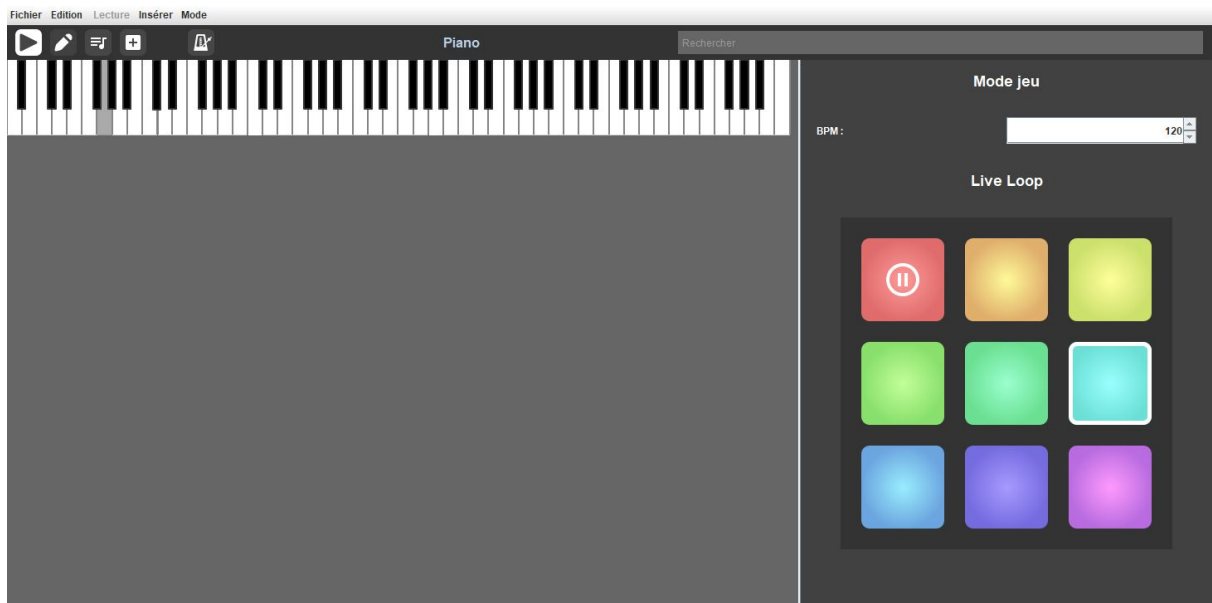 Fichier Edition Lecture Insérer Mode
Piano
Rechercher
Mode jeu
BPM :
120
Live Loop